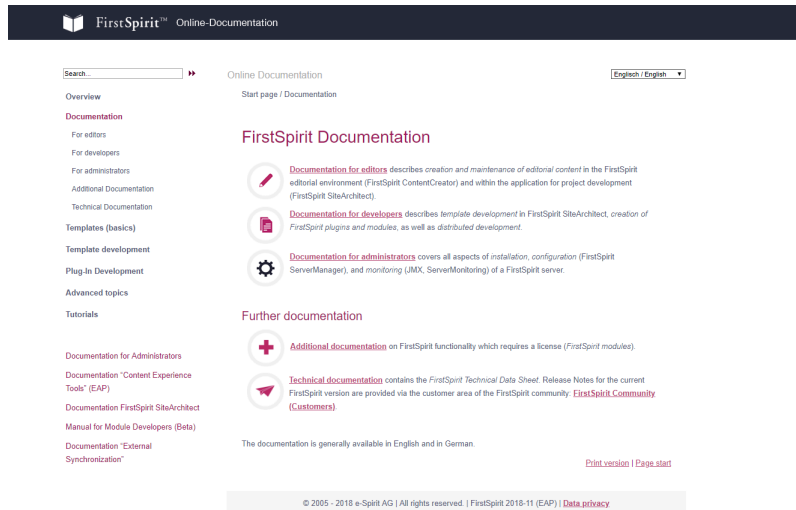 FirstSpirit™ Online-Documentation
Search...
Online Documentation
Englisch / English
Start page / Documentation
Overview
Documentation
For editors
For developers
For administrators
Additional Documentation
Technical Documentation
Templates (basics)
Template development
Plug-In Development
Advanced topics
Tutorials
Documentation for Administrators
Documentation "Content Experience
Tools" (EAP)
Documentation FirstSpirit SiteArchitect
Manual for Module Developers (Beta)
Documentation "External
Synchronization"
FirstSpirit Documentation
Documentation for editors describes creation and maintenance of editorial content in the FirstSpirit
editorial environment (FirstSpirit ContentCreator) and within the application for project development
(FirstSpirit SiteArchitect).
Documentation for developers describes template development in FirstSpirit SiteArchitect, creation of
FirstSpirit plugins and modules, as well as distributed development.
Documentation for administrators covers all aspects of installation, configuration (FirstSpirit
ServerManager), and monitoring (JMX, ServerMonitoring) of a FirstSpirit server.
Further documentation
Additional documentation on FirstSpirit functionality which requires a license (FirstSpirit modules).
Technical documentation contains the FirstSpirit Technical Data Sheet. Release Notes for the current
FirstSpirit version are provided via the customer area of the FirstSpirit community: FirstSpirit Community
(Customers).
The documentation is generally available in English and in German.
Print version | Page start
© 2005 - 2018 e-Spirit AG | All rights reserved. | FirstSpirit 2018-11 (EAP) | Data privacy